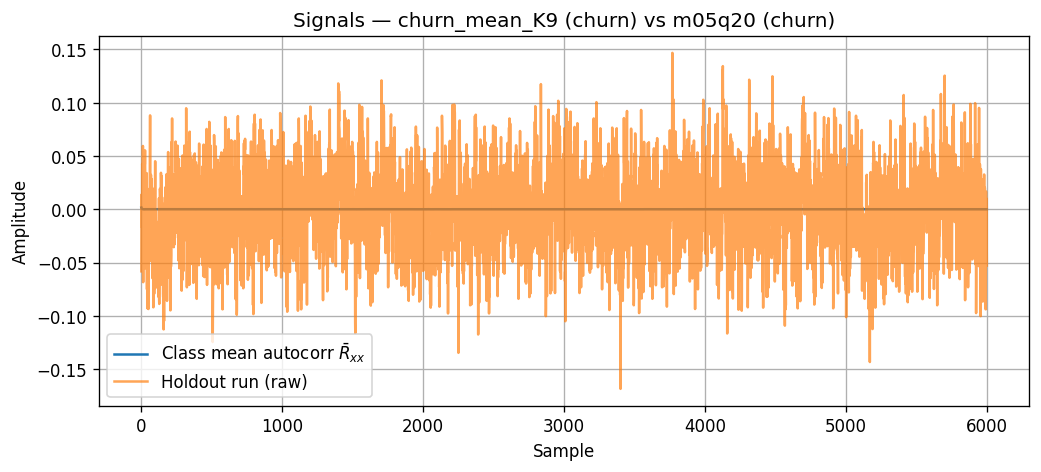 Signals — churn_mean_K9 (churn) vs m05q20 (churn)
Amplitude
0.15
0.10
0.05
0.00
−0.05
−0.10
−0.15
Class mean autocorr R̄xx
Holdout run (raw)
0 1000 2000 3000 4000 5000 6000
Sample